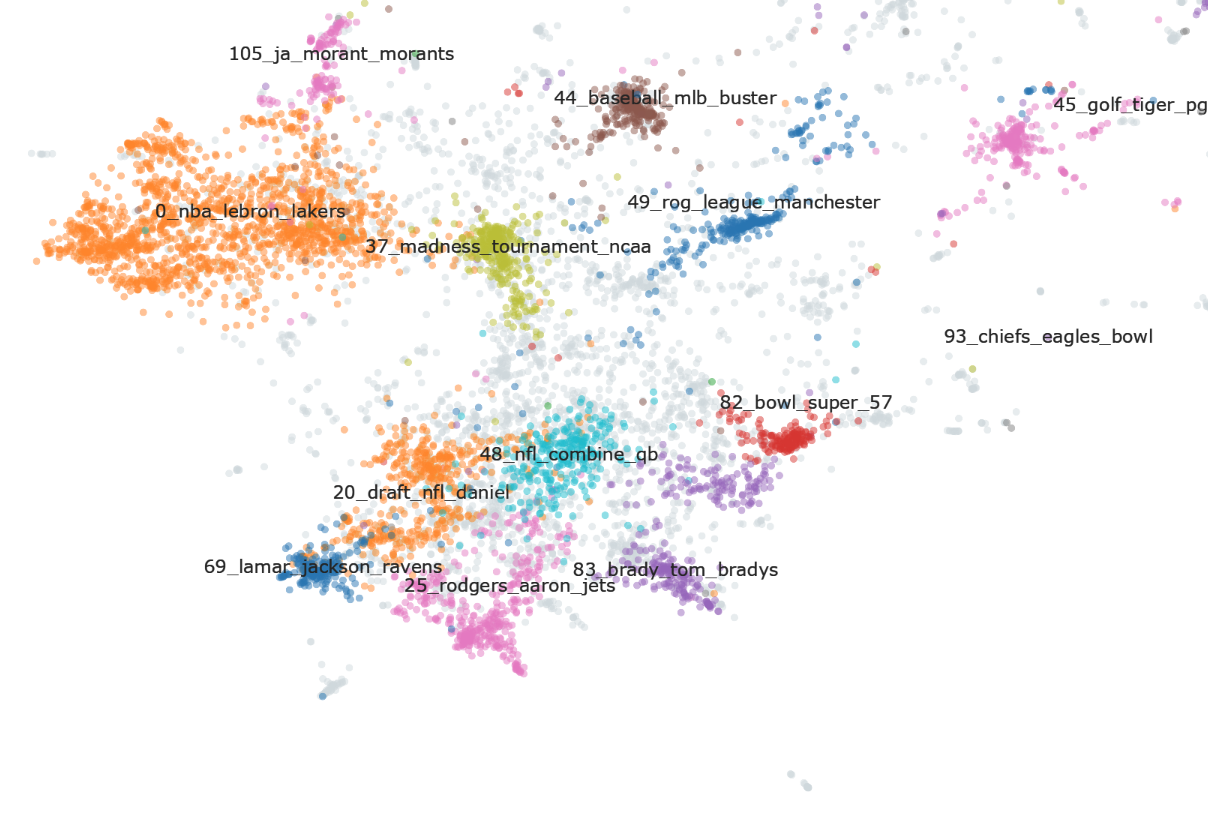 105_ja_morant_morants
44_baseball_mlb_buster
45_golf_tiger_pg
49_rog_league_manchester
0_nba_lebron_lakers
37_madness_tournament_ncaa
93_chiefs_eagles_bowl
82_bowl_super_57
48_nfl_combine_qb
20_draft_nfl_daniel
69_lamar_jackson_ravens
83_brady_tom_bradys
25_rodgers_aaron_jets